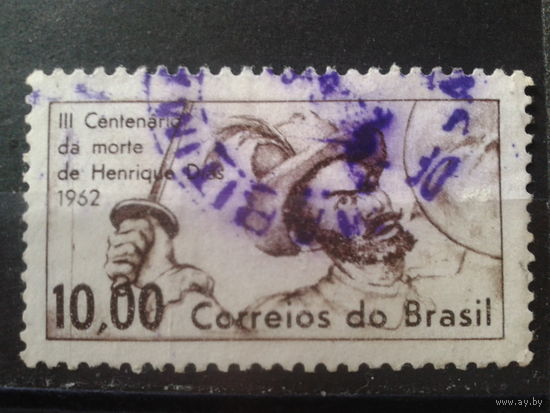 III Centenário
da morte
de Henrique Dias
1962
10,00 Correios do Brasil
www.ay.by